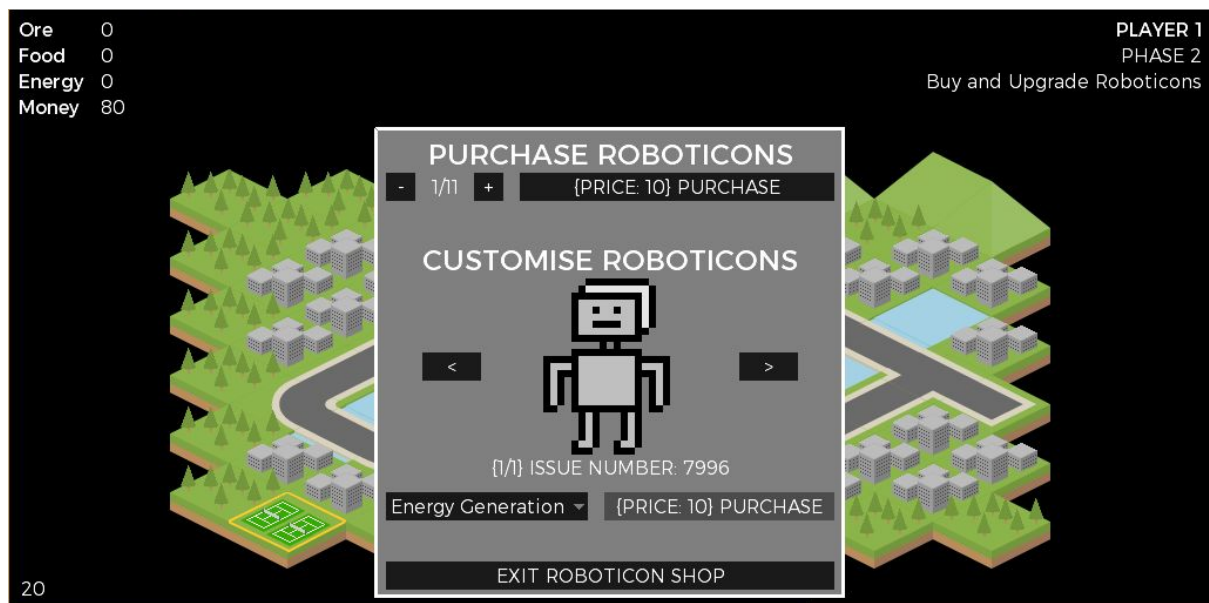 Ore 0
Food 0
Energy 0
Money 80
PLAYER 1
PHASE 2
Buy and Upgrade Roboticons
PURCHASE ROBOTICONS
- 1/11 + {PRICE: 10} PURCHASE
CUSTOMISE ROBOTICONS
< >
{1/1} ISSUE NUMBER: 7996
Energy Generation {PRICE: 10} PURCHASE
EXIT ROBOTICON SHOP
20